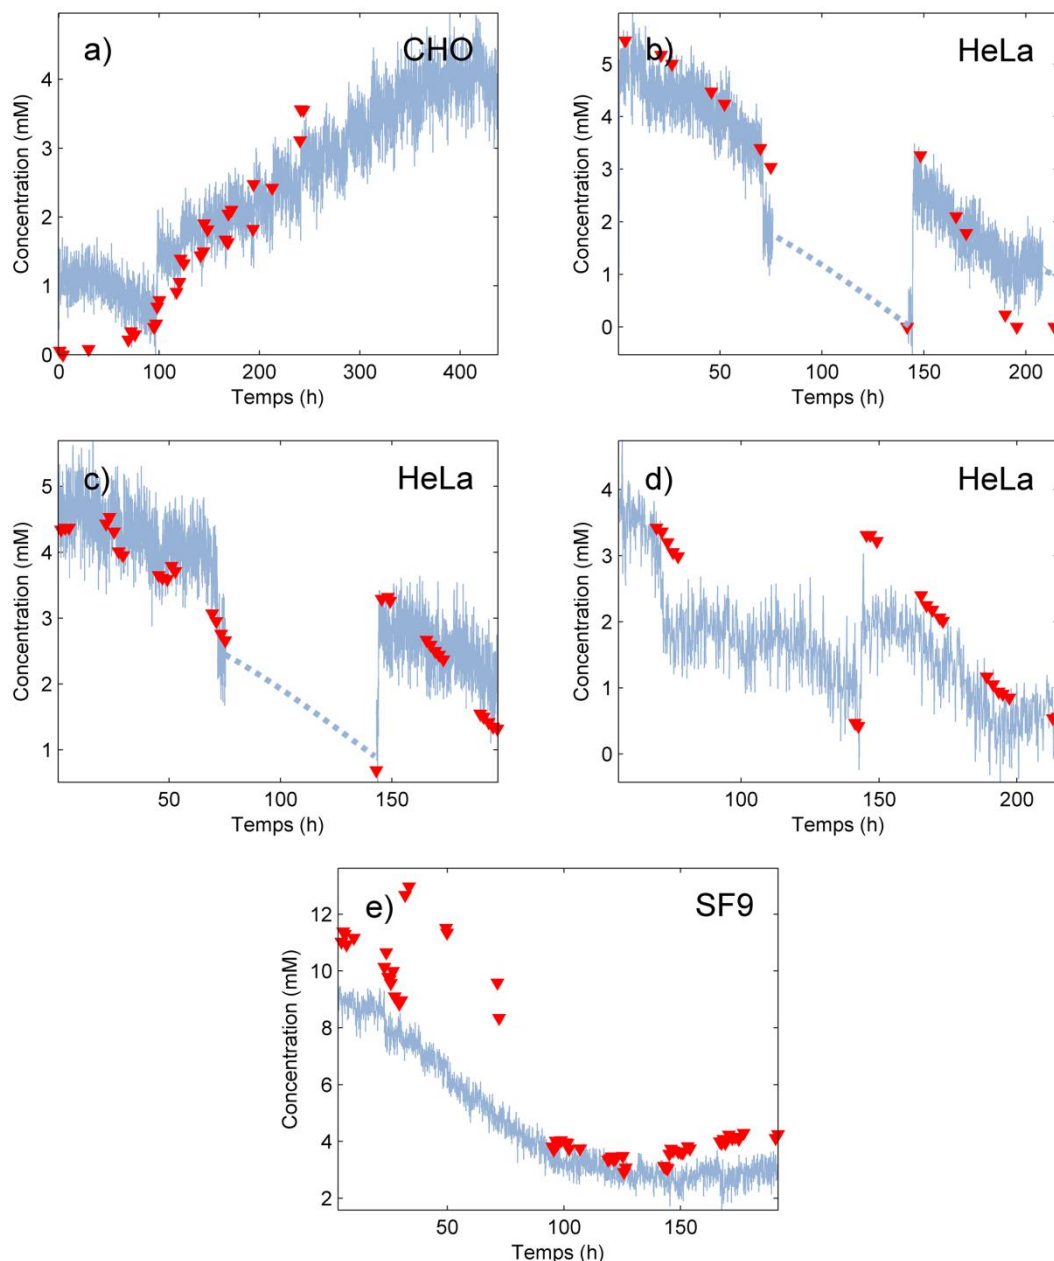 a)
CHO
Concentration (mM)
4
3
2
1
0
0 100 200 300 400
Temps (h)
b)
HeLa
Concentration (mM)
5
4
3
2
1
0
50 100 150 200
Temps (h)
c)
HeLa
Concentration (mM)
5
4
3
2
1
50 100 150
Temps (h)
d)
HeLa
Concentration (mM)
4
3
2
1
0
100 150 200
Temps (h)
e)
SF9
Concentration (mM)
12
10
8
6
4
2
50 100 150
Temps (h)